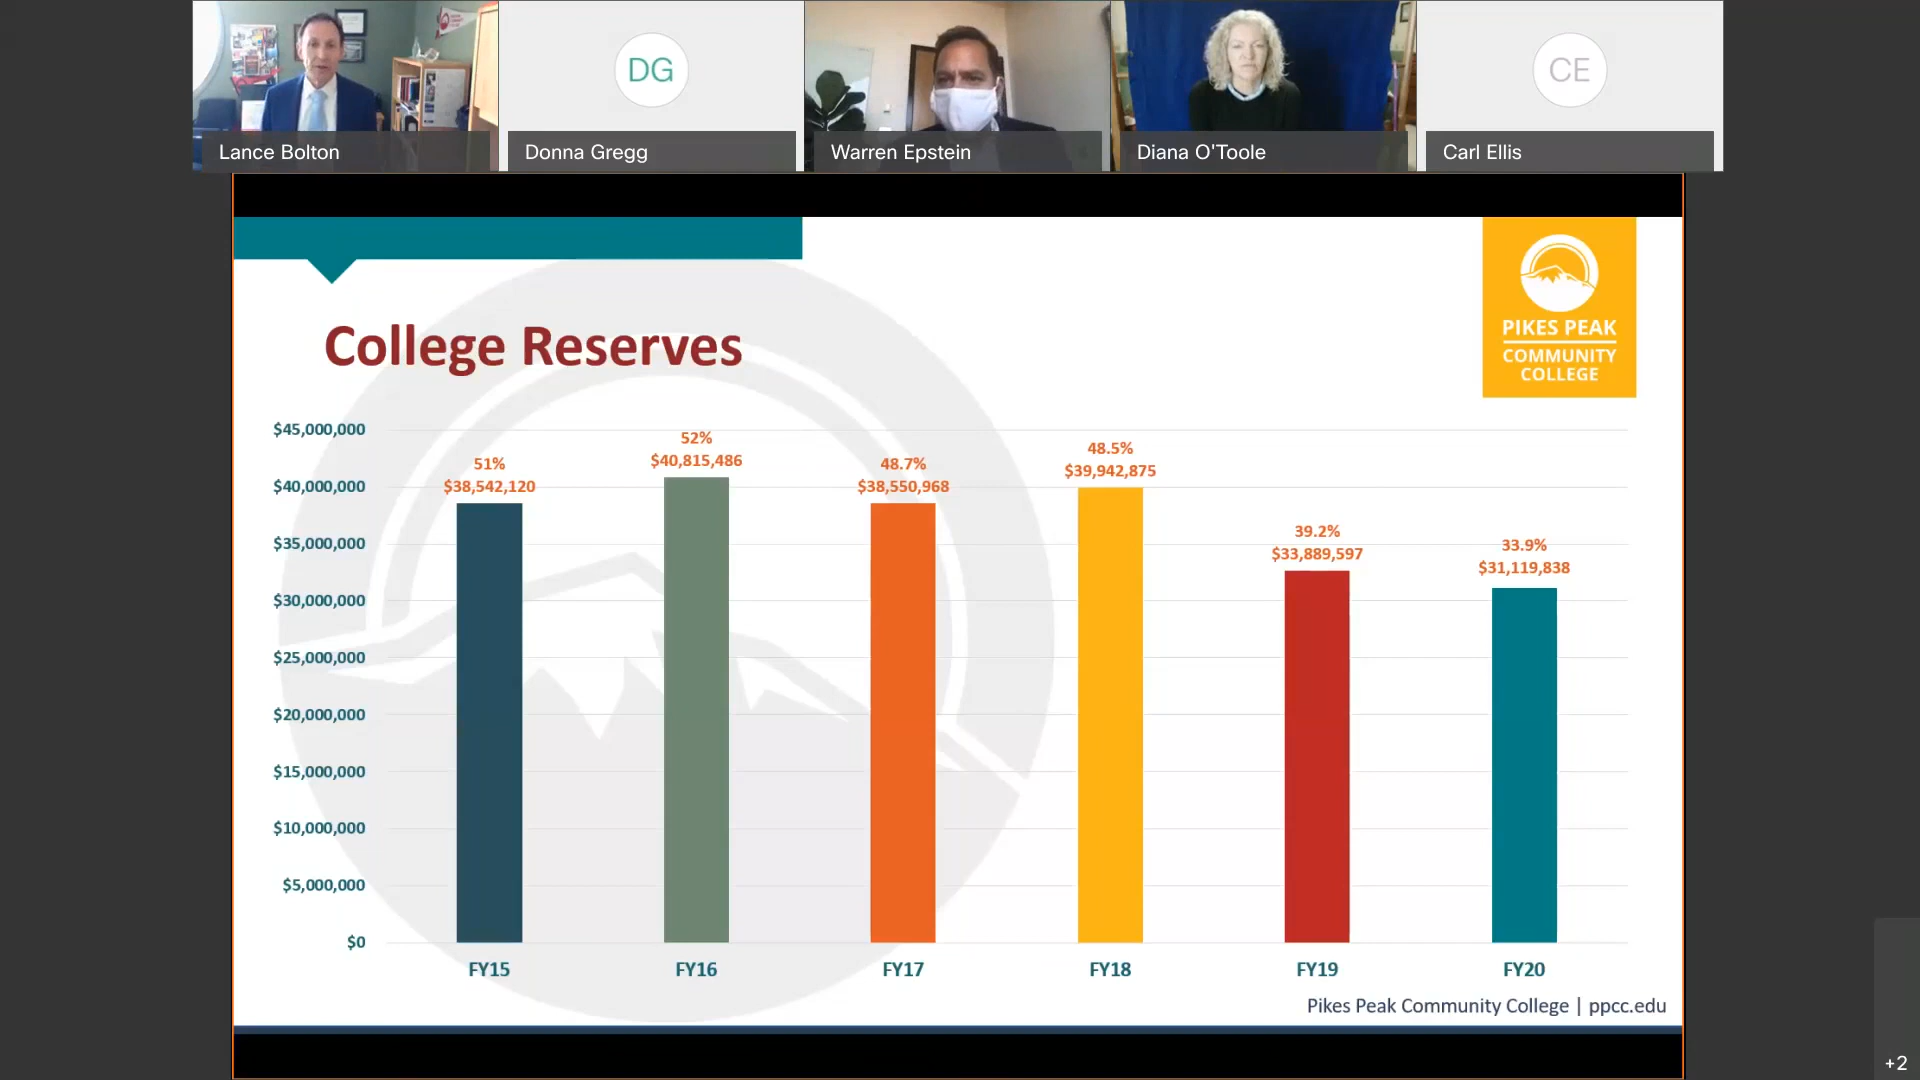 DG
CE
Lance Bolton
Donna Gregg
Warren Epstein
Diana O'Toole
Carl Ellis
PIKES PEAK
COMMUNITY
COLLEGE
College Reserves
$45,000,000
$40,000,000
$35,000,000
$30,000,000
$25,000,000
$20,000,000
$15,000,000
$10,000,000
$5,000,000
$0
51%
$38,542,120
52%
$40,815,486
48.7%
$38,550,968
48.5%
$39,942,875
39.2%
$33,889,597
33.9%
$31,119,838
FY15
FY16
FY17
FY18
FY19
FY20
Pikes Peak Community College | ppcc.edu
+2